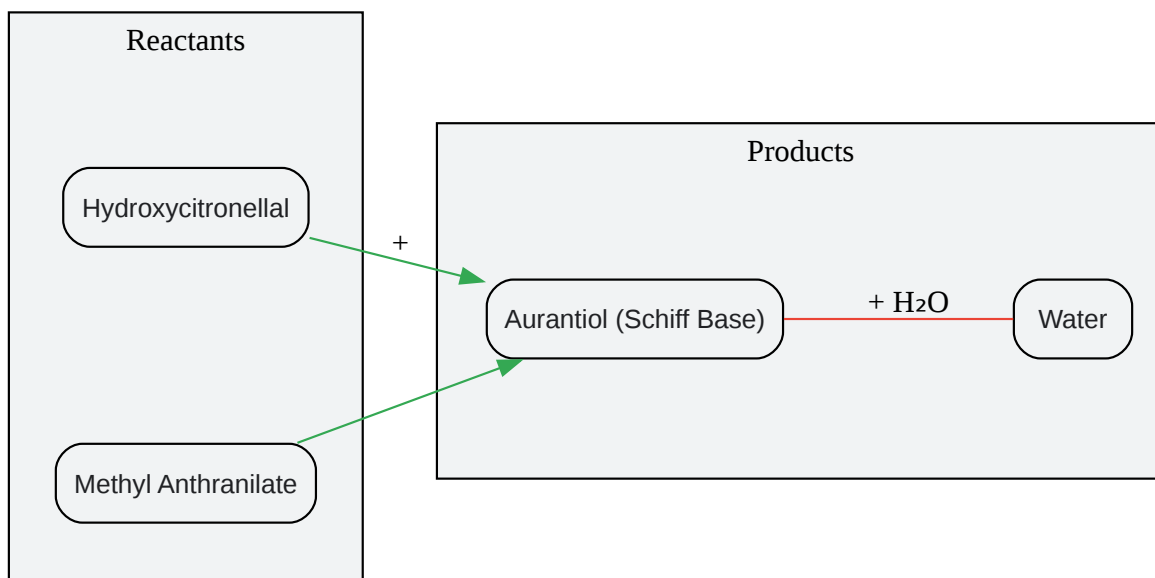 Reactants
Products
Hydroxycitronellal
+
Aurantiol (Schiff Base)
+ H₂O
Water
Methyl Anthranilate